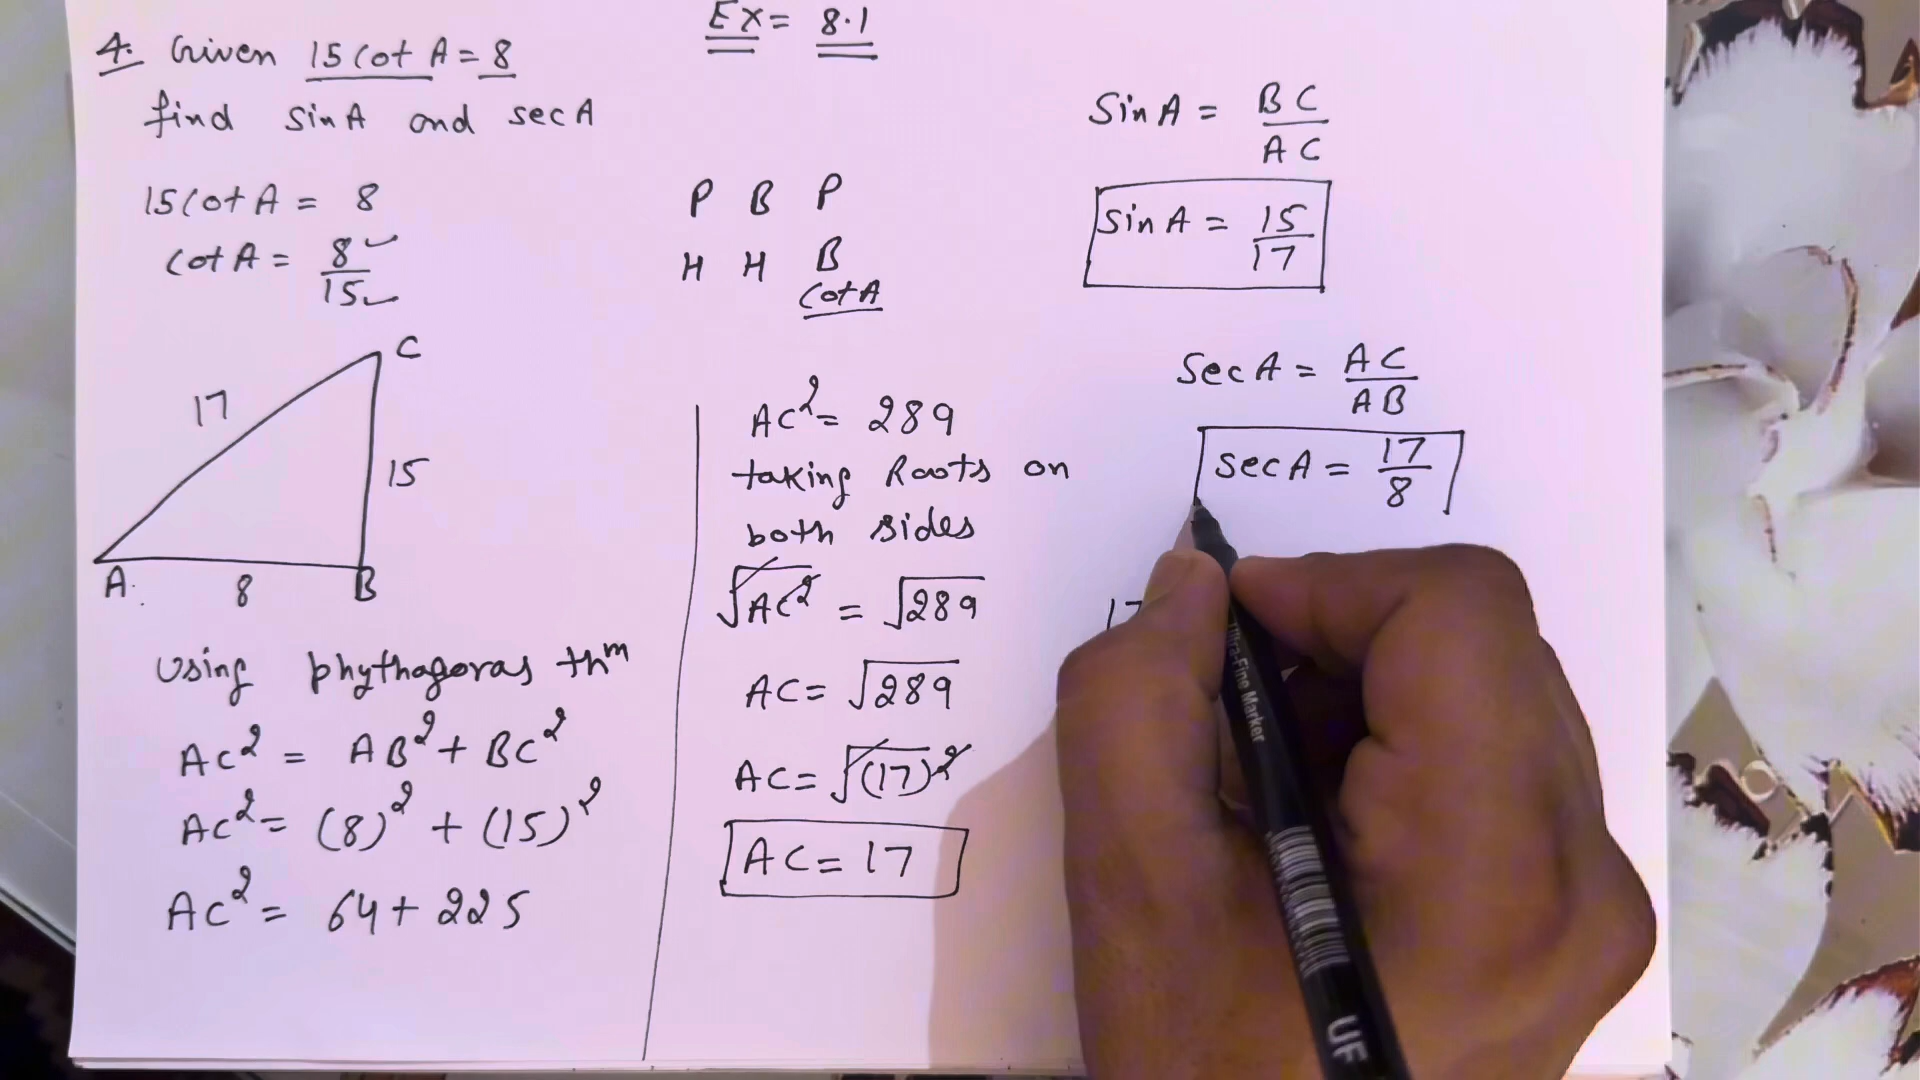 Ex = 8.1
4. Given 15 Cot A = 8
find sin A and sec A
15 Cot A = 8
Cot A = 8/15
C
17
15
A.
8
B
Using phythagoras thm
AC² = AB² + BC²
AC² = (8)² + (15)²
AC² = 64 + 225
P B P
H H B
Cot A
AC² = 289
taking Roots on
both sides
√AC² = √289
AC = √289
AC = √(17)²
AC = 17
Sin A = BC/AC
Sin A = 15/17
Sec A = AC/AB
Sec A = 17/8
17
Ultra-Fine Marker
UF